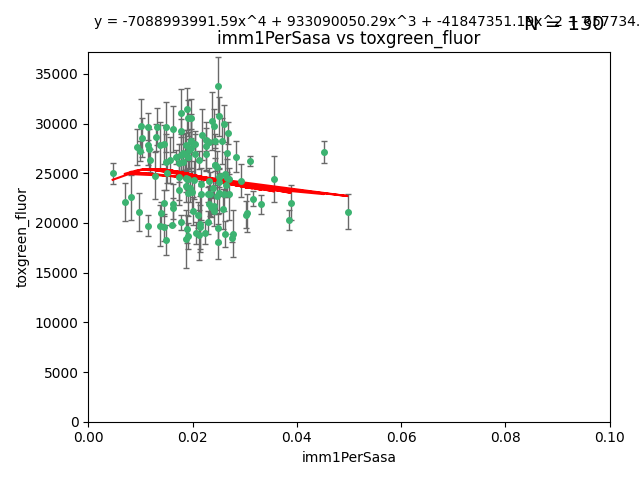 y = -7088993991.59x^4 + 933090050.29x^3 + -41847351.19x^2 +
N = 130
imm1PerSasa vs toxgreen_fluor
35000
30000
25000
20000
15000
10000
5000
0
toxgreen_fluor
0.00 0.02 0.04 0.06 0.08 0.10
imm1PerSasa